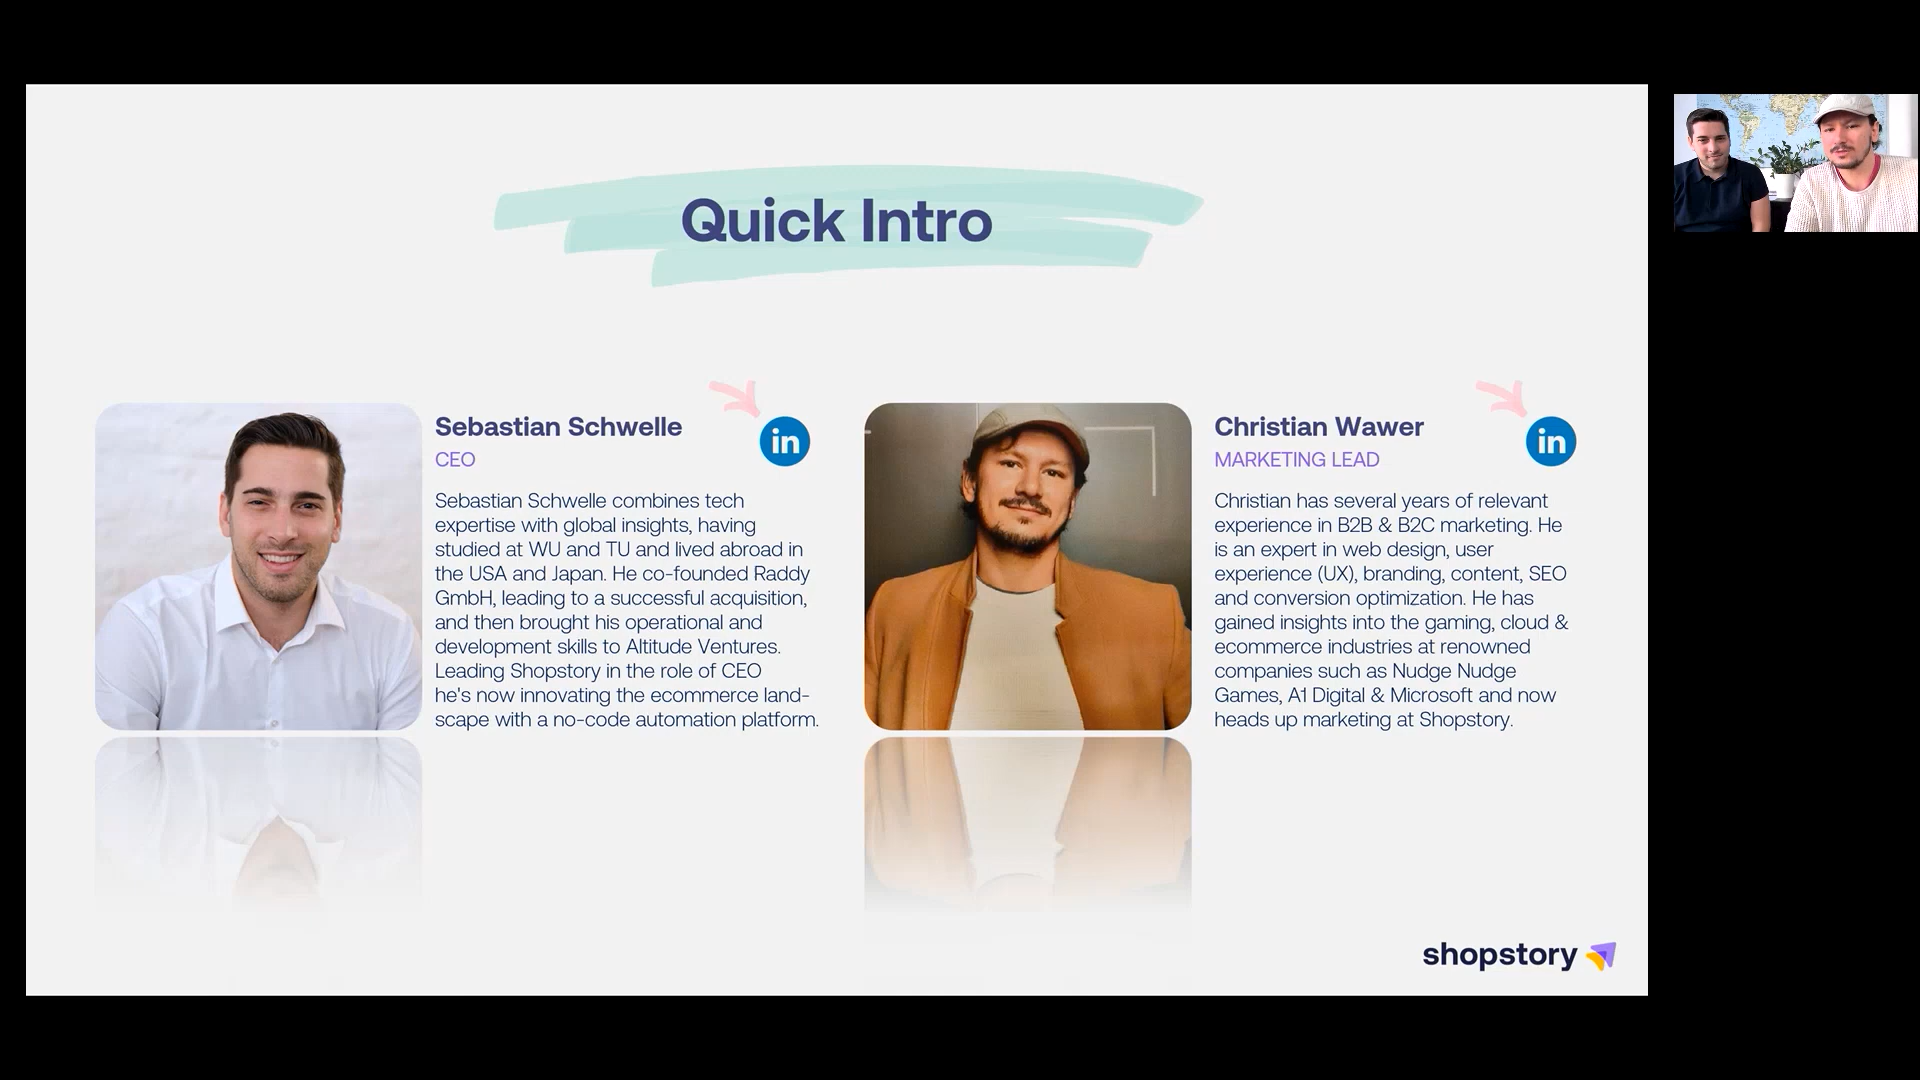 Quick Intro
Sebastian Schwelle
CEO
Sebastian Schwelle combines tech
expertise with global insights, having
studied at WU and TU and lived abroad in
the USA and Japan. He co-founded Raddy
GmbH, leading to a successful acquisition,
and then brought his operational and
development skills to Altitude Ventures.
Leading Shopstory in the role of CEO
he's now innovating the ecommerce land-
scape with a no-code automation platform.
in
Christian Wawer
MARKETING LEAD
Christian has several years of relevant
experience in B2B & B2C marketing. He
is an expert in web design, user
experience (UX), branding, content, SEO
and conversion optimization. He has
gained insights into the gaming, cloud &
ecommerce industries at renowned
companies such as Nudge Nudge
Games, A1 Digital & Microsoft and now
heads up marketing at Shopstory.
in
shopstory